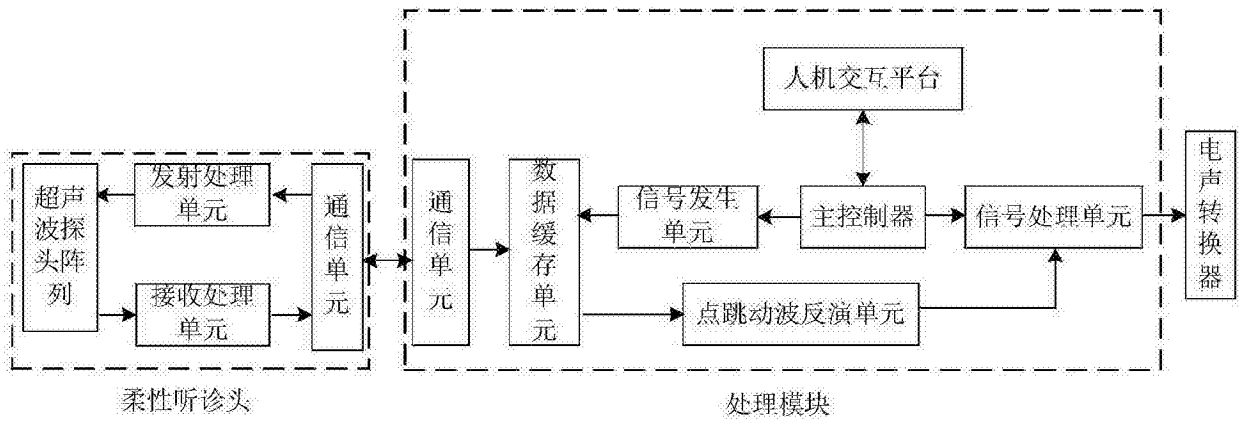 人机交互平台
超声
波探
头阵
列
发射处理
单元
接收处理
单元
通信单元
通信单元
数据缓存单元
信号发生
单元
主控制器
信号处理单元
点跳动波反演单元
电声转换器
柔性听诊头
处理模块